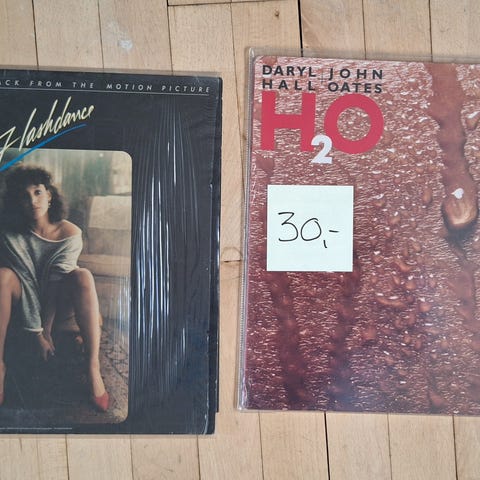 ACK FROM THE MOTION PICTURE
Flashdance
DARYL JOHN
HALL OATES
H2O
30,-